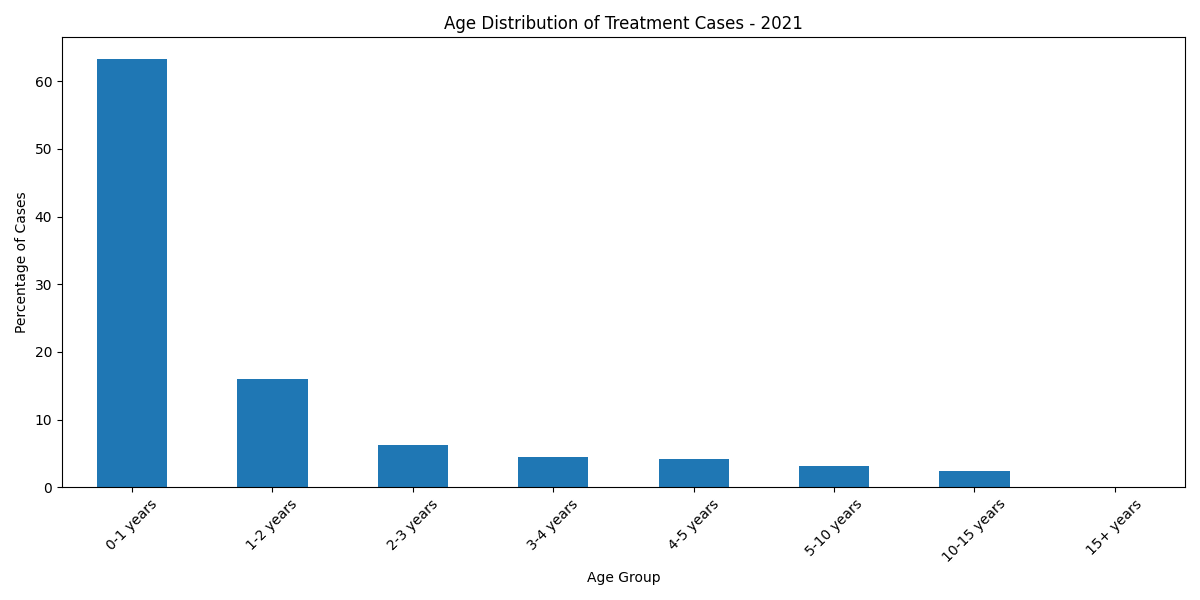 Age Distribution of Treatment Cases - 2021
Percentage of Cases
60
50
40
30
20
10
0
0-1 years
1-2 years
2-3 years
3-4 years
4-5 years
5-10 years
10-15 years
15+ years
Age Group